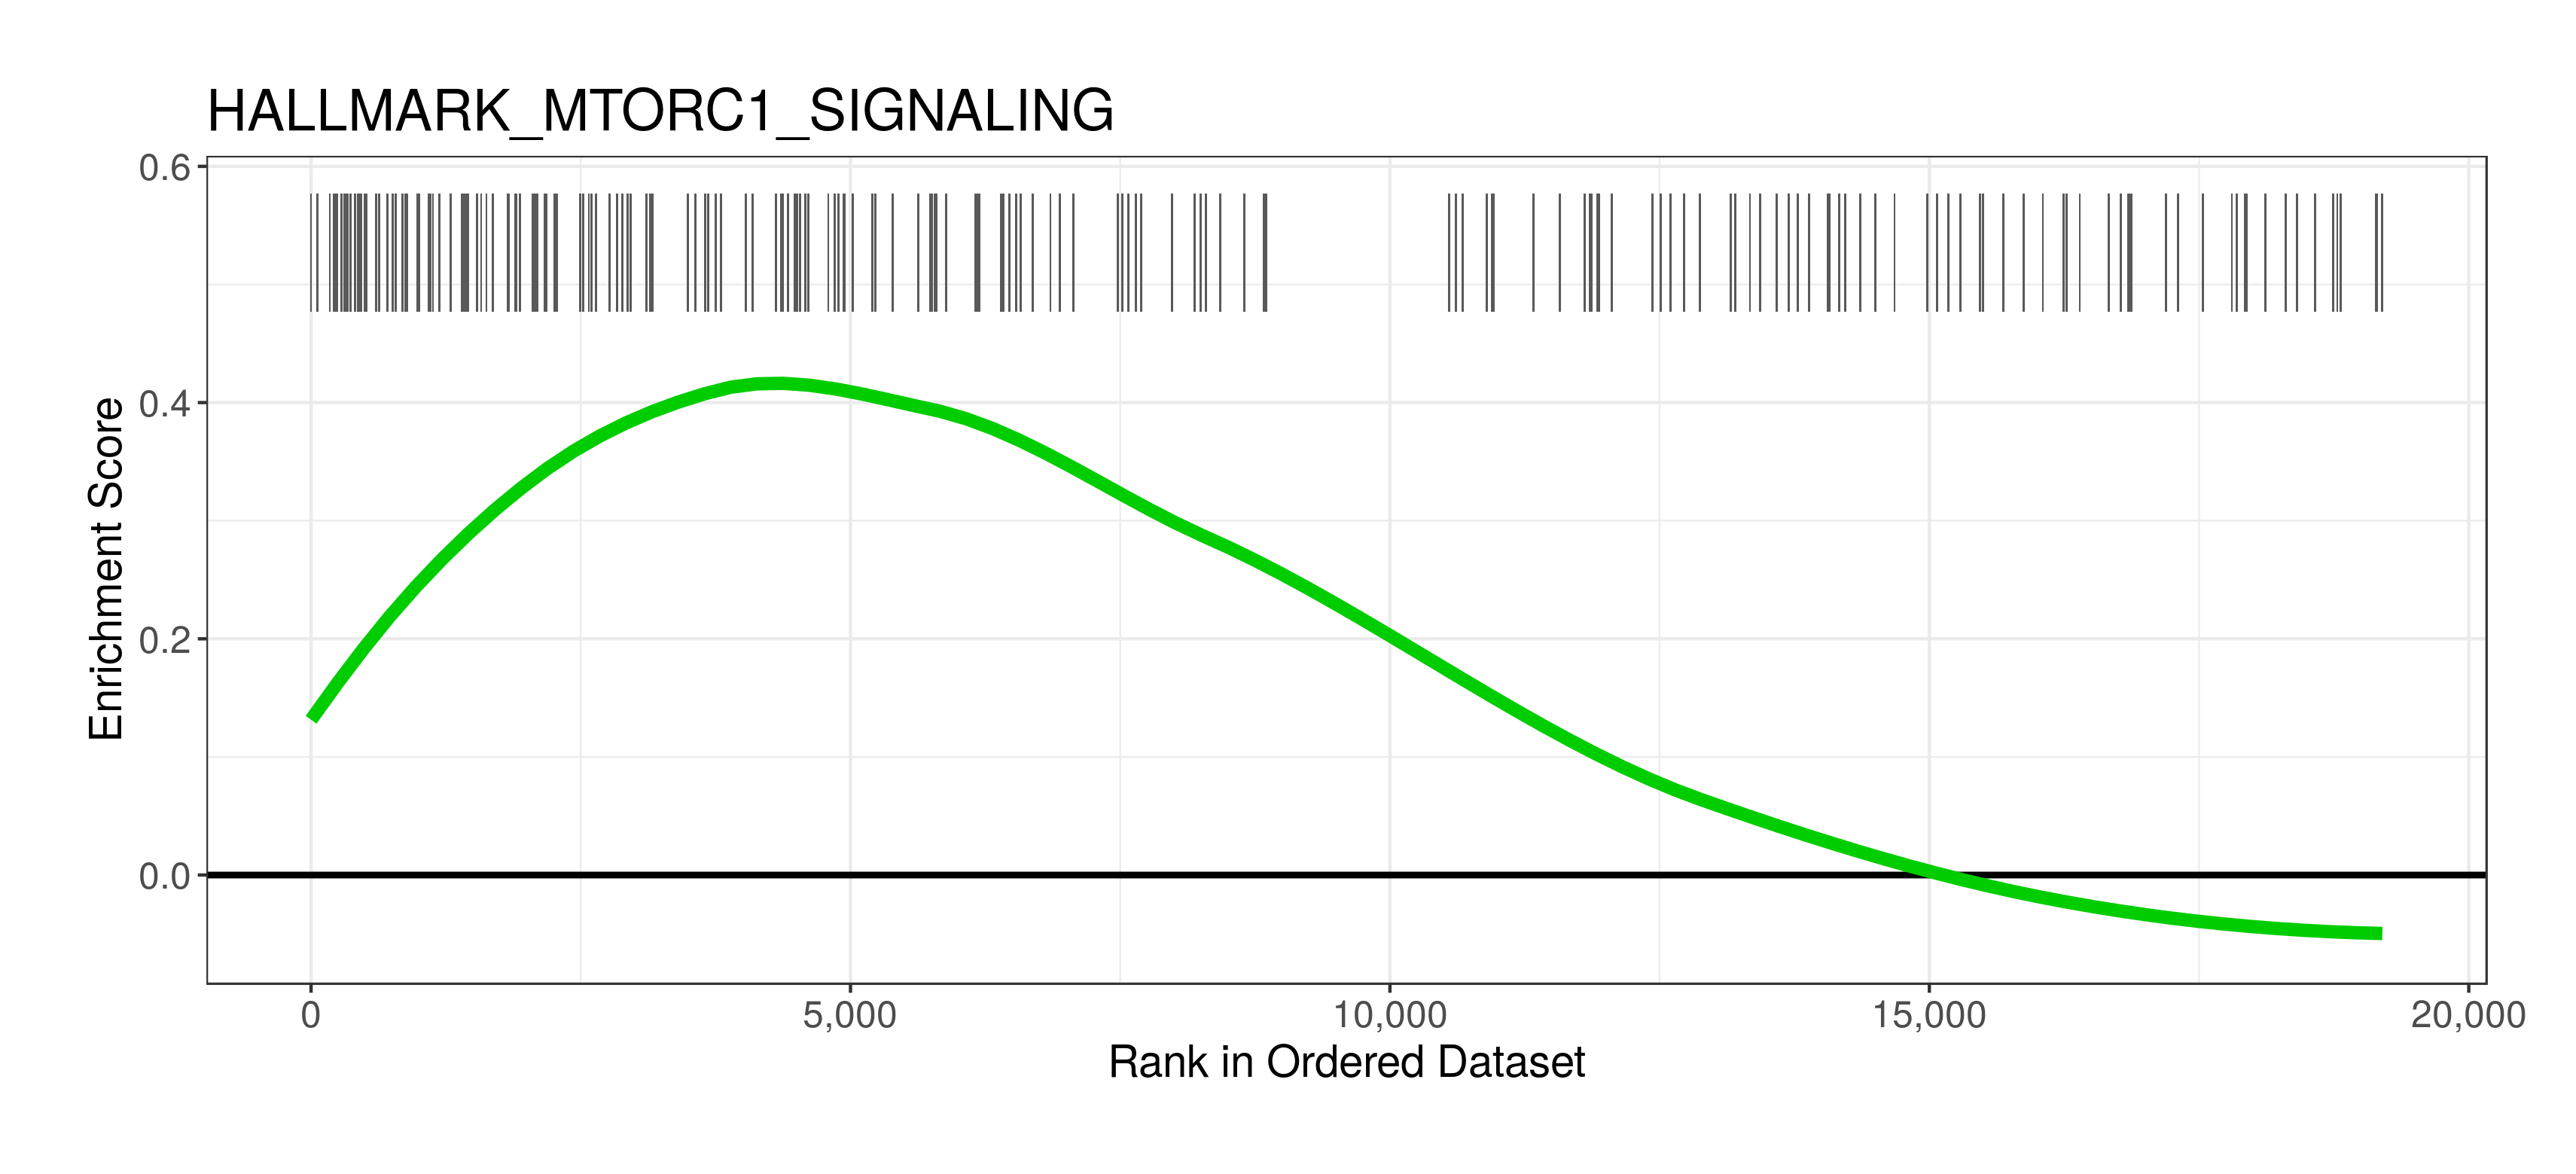 HALLMARK_MTORC1_SIGNALING
0.6
0.4
0.2
0.0
Enrichment Score
0 5,000 10,000 15,000 20,000
Rank in Ordered Dataset